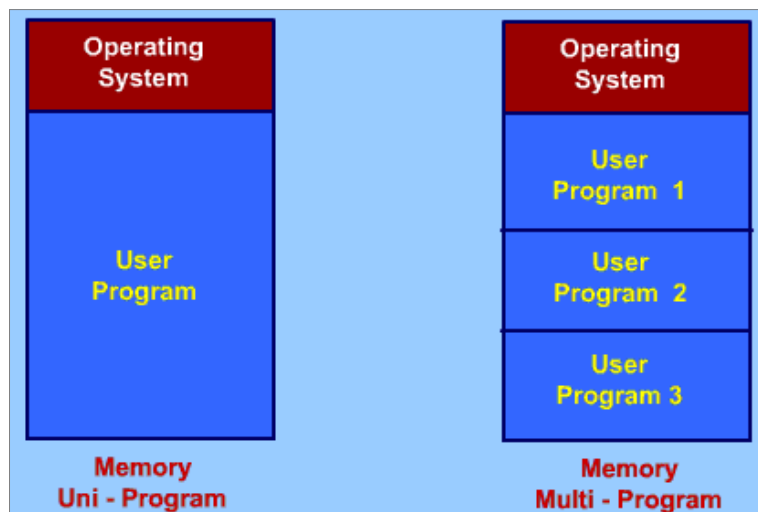 Operating
System
User
Program
Memory
Uni - Program
Operating
System
User
Program 1
User
Program 2
User
Program 3
Memory
Multi - Program